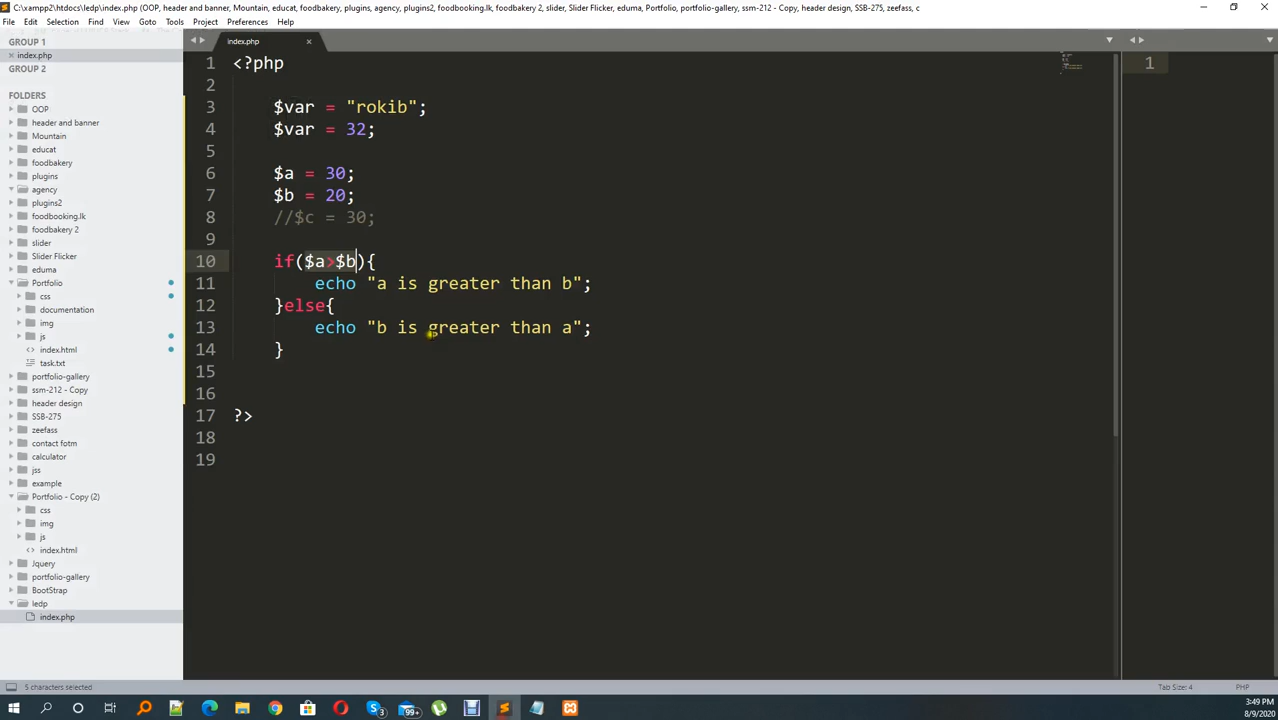 C:\xampp2\htdocs\ledp\index.php (OOP, header and banner, Mountain, educat, foodbakery, plugins, agency, plugins2, foodbooking.lk, foodbakery 2, slider, Slider Flicker, eduma, Portfolio, portfolio-gallery, ssm-212 - Copy, header design, SSB-275, zeefass, c
File Edit Selection Find View Goto Tools Project Preferences Help
GROUP 1
index.php
GROUP 2
FOLDERS
OOP
header and banner
Mountain
educat
foodbakery
plugins
agency
plugins2
foodbooking.lk
foodbakery 2
slider
Slider Flicker
eduma
Portfolio
css
documentation
img
js
index.html
task.txt
portfolio-gallery
ssm-212 - Copy
header design
SSB-275
zeefass
contact fotm
calculator
jss
example
Portfolio - Copy (2)
css
img
js
index.html
Jquery
portfolio-gallery
BootStrap
ledp
index.php
index.php
1 <?php
2
3 $var = "rokib";
4 $var = 32;
5
6 $a = 30;
7 $b = 20;
8 //$c = 30;
9
10 if($a>$b){
11 echo "a is greater than b";
12 }else{
13 echo "b is greater than a";
14 }
15
16
17 ?>
18
19
1
5 characters selected
Tab Size: 4 PHP
3
99+
3:49 PM
8/9/2020